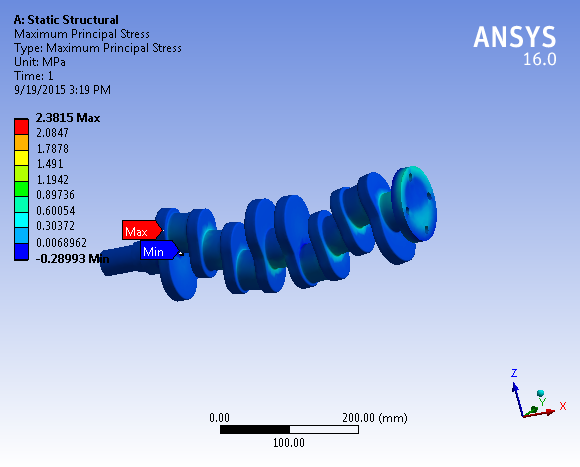 A: Static Structural
Maximum Principal Stress
Type: Maximum Principal Stress
Unit: MPa
Time: 1
9/19/2015 3:19 PM
ANSYS
16.0
2.3815 Max
2.0847
1.7878
1.491
1.1942
0.89736
0.60054
0.30372
0.0068962
-0.28993 Min
Max
Min
0.00
200.00 (mm)
100.00
Z
Y
X